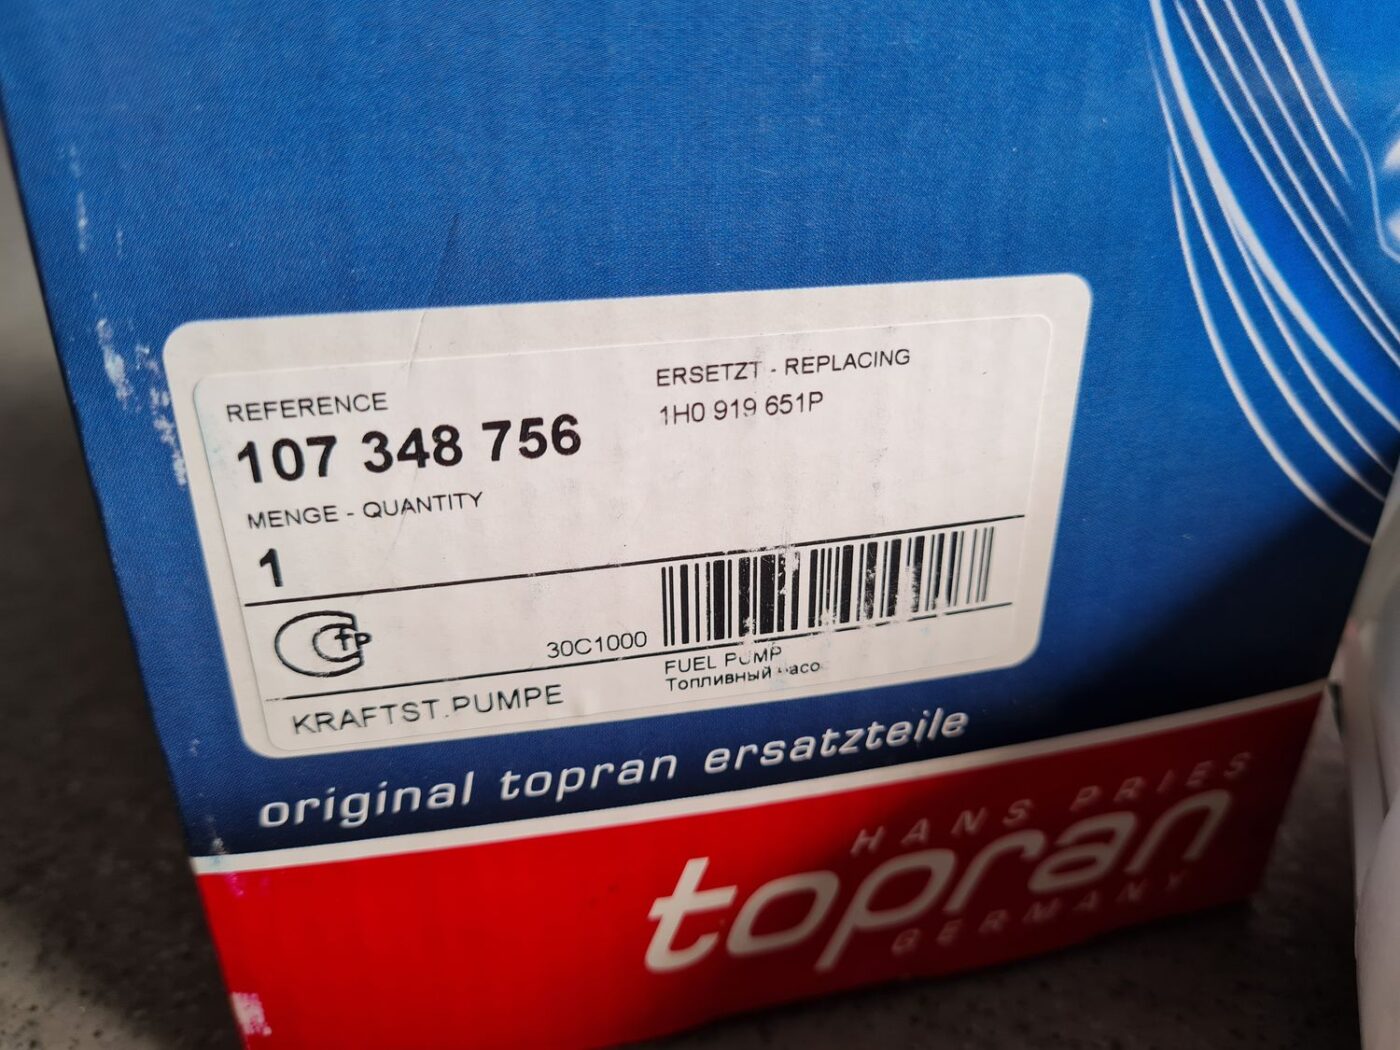 REFERENCE
107 348 756
ERSETZT - REPLACING
1H0 919 651P
MENGE - QUANTITY
1
30C1000
KRAFTST.PUMPE
FUEL PUMP
Топливный
original topran ersatzteile
HANS PRIES
topran
GERMANY